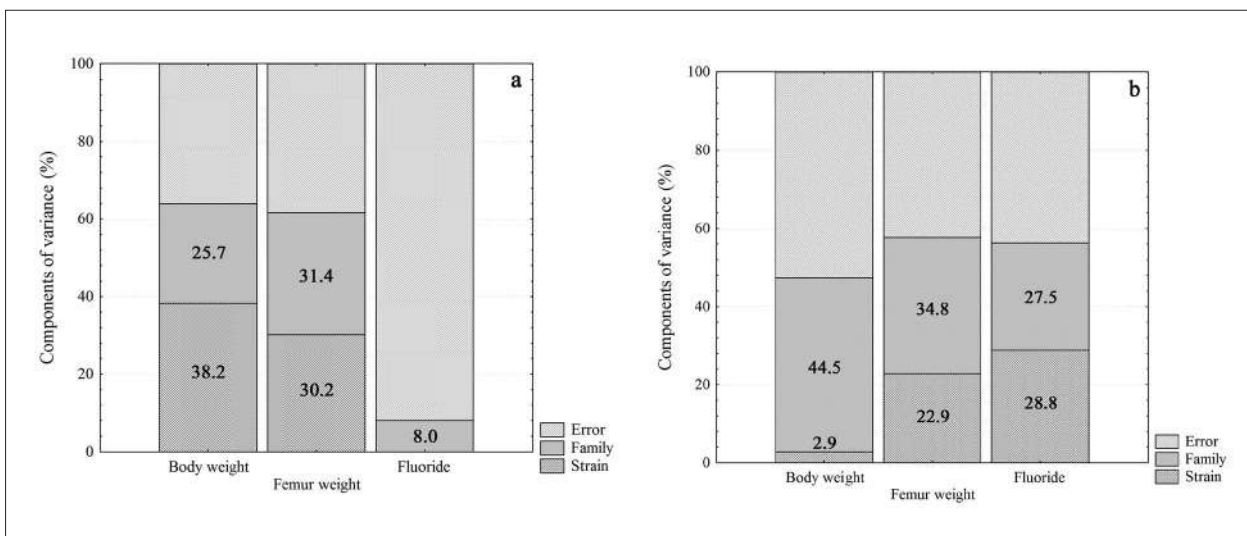 a
Components of variance (%)
100
80
60
40
20
0
25.7
38.2
31.4
30.2
8.0
Body weight
Femur weight
Fluoride
Error
Family
Strain
b
Components of variance (%)
100
80
60
40
20
0
44.5
2.9
34.8
22.9
27.5
28.8
Body weight
Femur weight
Fluoride
Error
Family
Strain